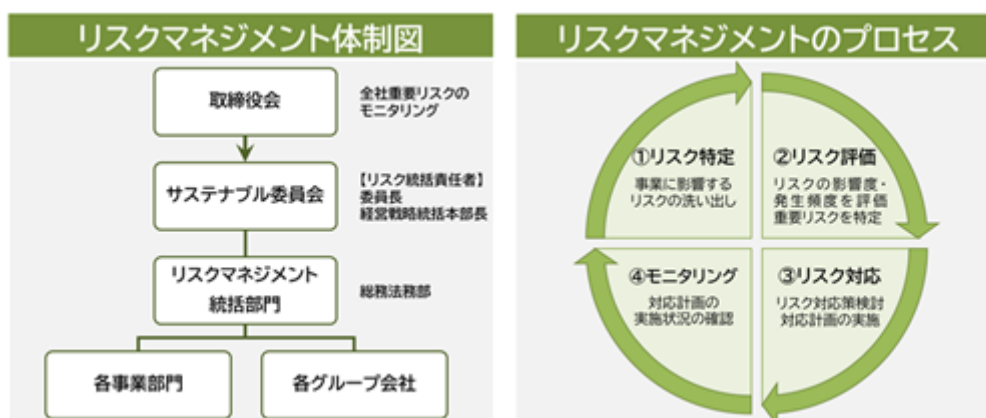 リスクマネジメント体制図
取締役会
全社重要リスクの
モニタリング
サステナブル委員会
【リスク統括責任者】
委員長
経営戦略統括本部長
リスクマネジメント
統括部門
総務法務部
各事業部門
各グループ会社
リスクマネジメントのプロセス
①リスク特定
事業に影響する
リスクの洗い出し
②リスク評価
リスクの影響度・
発生頻度を評価
重要リスクを特定
④モニタリング
対応計画の
実施状況の確認
③リスク対応
リスク対応策検討
対応計画の実施